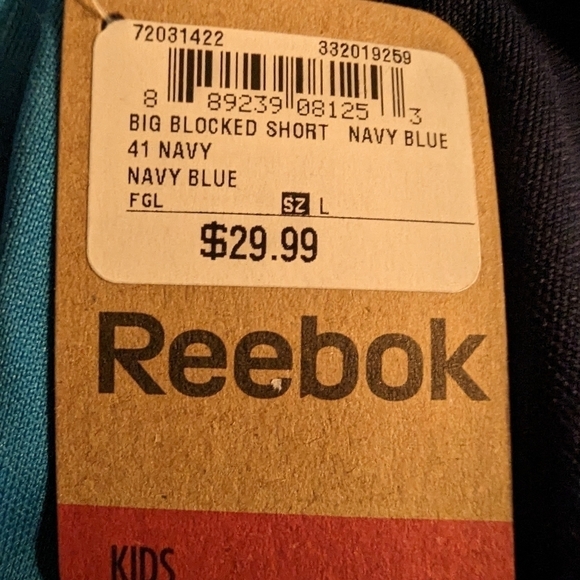 72031422 332019259
8 89239 08125 3
BIG BLOCKED SHORT NAVY BLUE
41 NAVY
NAVY BLUE
FGL SZ L
$29.99
Reebok
KIDS